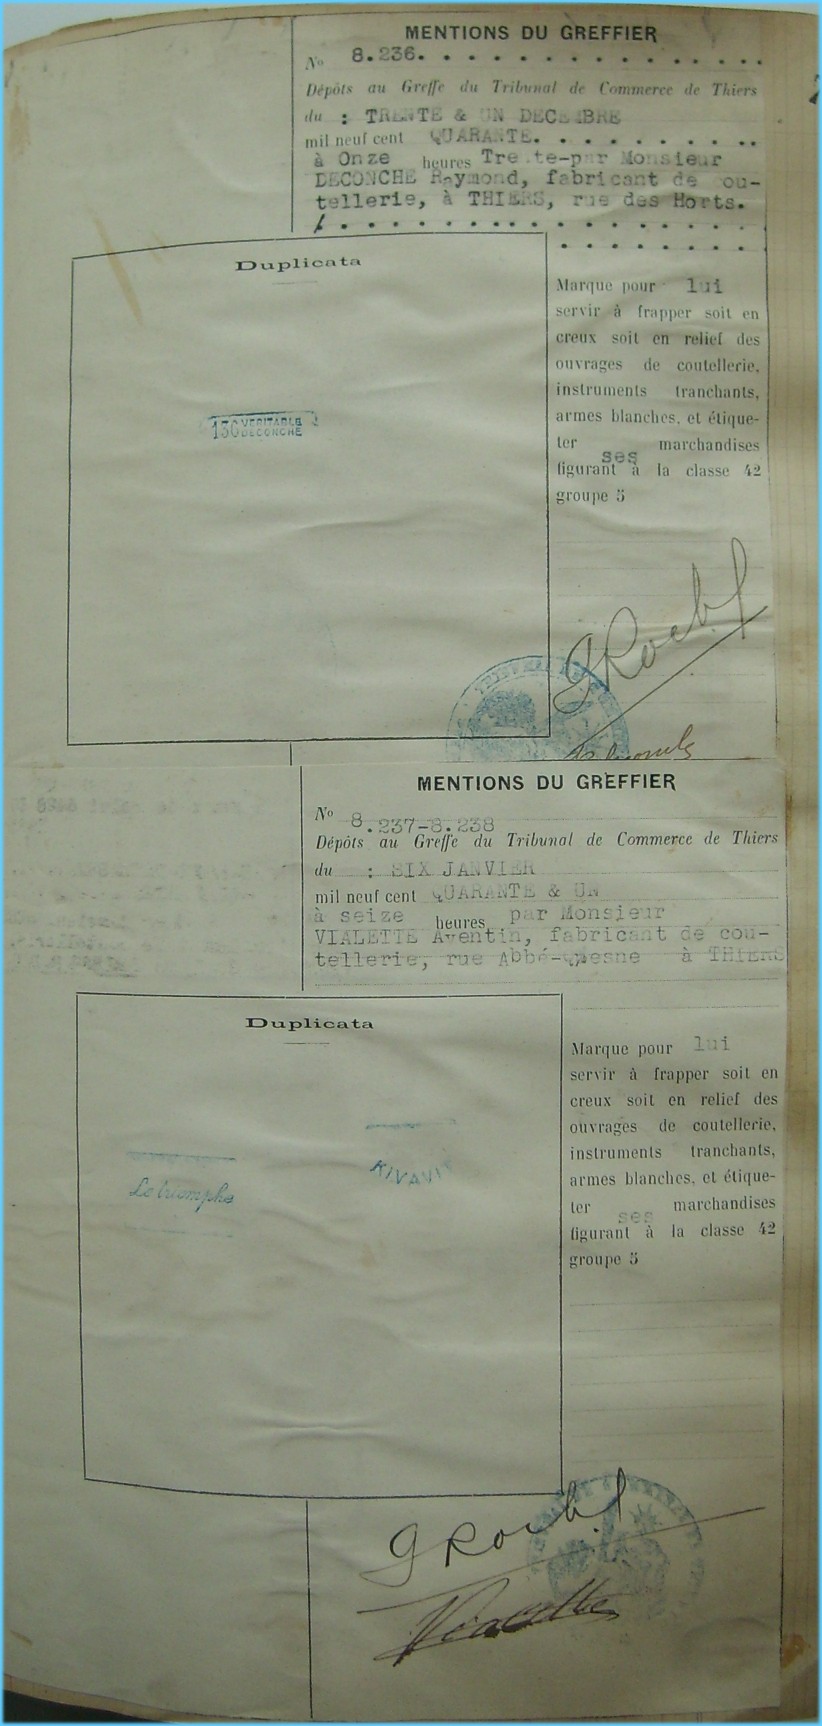 MENTIONS DU GREFFIER
No 8.236.
Dépôts au Greffe du Tribunal de Commerce de Thiers
du : TRENTE & UN DECEMBRE
mil neuf cent QUARANTE.
à Onze heures Trente-par Monsieur
DECONCHE Raymond, fabricant de cou-
tellerie, à THIERS, rue des Horts.
Duplicata
130 VERITABLE
DECONCHE
Marque pour lui
servir à frapper soit en
creux soit en relief des
ouvrages de coutellerie,
instruments tranchants,
armes blanches, et étique-
ter ses marchandises
figurant à la classe 42
groupe 5
MENTIONS DU GREFFIER
No 8.237-8.238
Dépôts au Greffe du Tribunal de Commerce de Thiers
du : SIX JANVIER
mil neuf cent QUARANTE & UN
à seize heures par Monsieur
VIALETTE Aventin, fabricant de cou-
tellerie, rue Abbé-Quesne à THIERS
Duplicata
Le triomphe
KIVAVIT
Marque pour lui
servir à frapper soit en
creux soit en relief des
ouvrages de coutellerie,
instruments tranchants,
armes blanches, et étique-
ter ses marchandises
figurant à la classe 42
groupe 5
Vialette